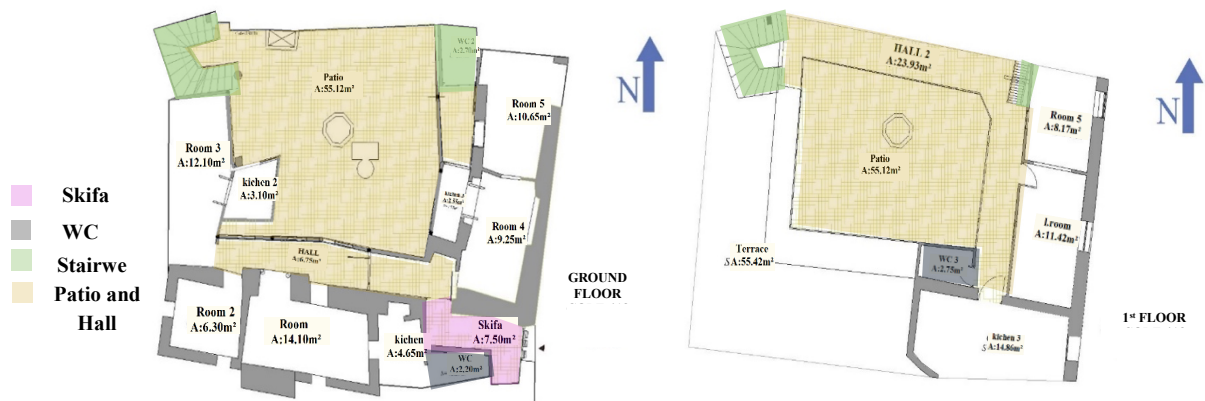 Skifa
WC
Stairwe
Patio and
Hall
WC 2
A:2.70m²
Patio
A:55.12m²
N
Room 5
A:10.65m²
Room 3
A:12.10m²
kichen 2
A:3.10m²
Room 4
A:9.25m²
HALL
A:6.75m²
GROUND
FLOOR
Room 2
A:6.30m²
Room
A:14.10m²
kichen
A:4.65m²
Skifa
A:7.50m²
WC
A:2.20m²
HALL 2
A:23.93m²
N
Room 5
A:8.17m²
Patio
A:55.12m²
l.room
A:11.42m²
Terrace
SA:55.42m²
WC 3
A:2.75m²
kichen 3
A:14.86m²
1st FLOOR